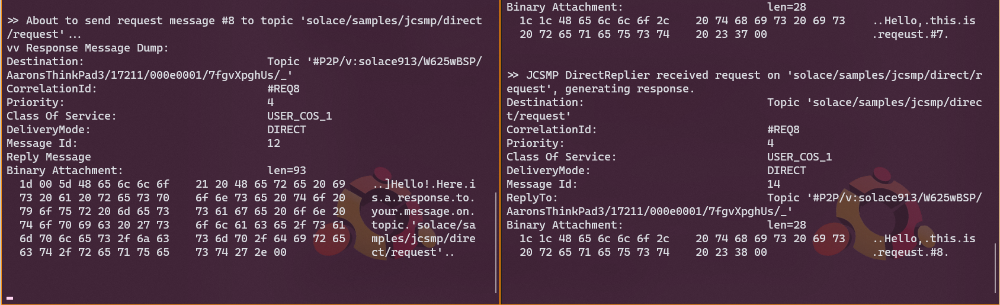 >> About to send request message #8 to topic 'solace/samples/jcsmp/direct
/request'...
vv Response Message Dump:
Destination:                            Topic '#P2P/v:solace913/W625wBSP/
AaronsThinkPad3/17211/000e0001/7fgvXpghUs/_'
CorrelationId:                          #REQ8
Priority:                               4
Class Of Service:                       USER_COS_1
DeliveryMode:                           DIRECT
Message Id:                             12
Reply Message
Binary Attachment:                      len=93
  1d 00 5d 48 65 6c 6c 6f    21 20 48 65 72 65 20 69    ..]Hello!.Here.i
  73 20 61 20 72 65 73 70    6f 6e 73 65 20 74 6f 20    s.a.response.to.
  79 6f 75 72 20 6d 65 73    73 61 67 65 20 6f 6e 20    your.message.on.
  74 6f 70 69 63 20 27 73    6f 6c 61 63 65 2f 73 61    topic.'solace/sa
  6d 70 6c 65 73 2f 6a 63    73 6d 70 2f 64 69 72 65    mples/jcsmp/dire
  63 74 2f 72 65 71 75 65    73 74 27 2e 00             ct/request'..
Binary Attachment:                      len=28
  1c 1c 48 65 6c 6c 6f 2c    20 74 68 69 73 20 69 73    ..Hello,.this.is
  20 72 65 71 65 75 73 74    20 23 37 00                .reqeust.#7.
>> JCSMP DirectReplier received request on 'solace/samples/jcsmp/direct/r
equest', generating response.
Destination:                            Topic 'solace/samples/jcsmp/direc
t/request'
CorrelationId:                          #REQ8
Priority:                               4
Class Of Service:                       USER_COS_1
DeliveryMode:                           DIRECT
Message Id:                             14
ReplyTo:                                Topic '#P2P/v:solace913/W625wBSP/
AaronsThinkPad3/17211/000e0001/7fgvXpghUs/_'
Binary Attachment:                      len=28
  1c 1c 48 65 6c 6c 6f 2c    20 74 68 69 73 20 69 73    ..Hello,.this.is
  20 72 65 71 65 75 73 74    20 23 38 00                .reqeust.#8.